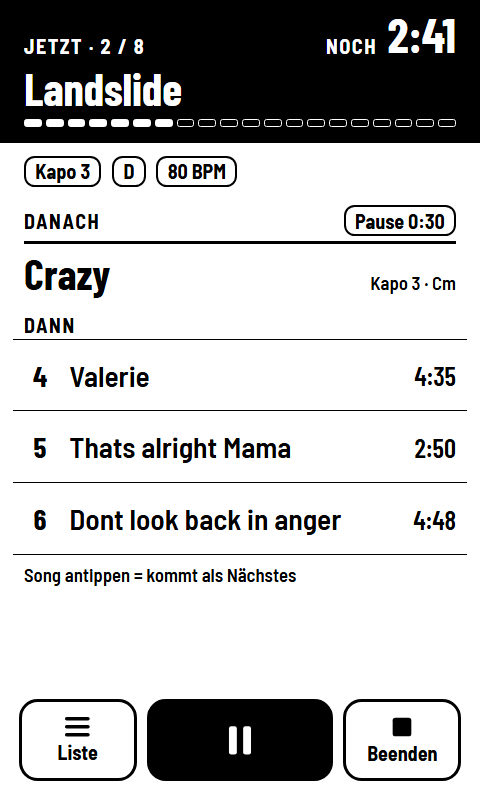 JETZT · 2 / 8
NOCH 2:41
Landslide
Kapo 3
D
80 BPM
DANACH
Pause 0:30
Crazy
Kapo 3 · Cm
DANN
4 Valerie 4:35
5 Thats alright Mama 2:50
6 Dont look back in anger 4:48
Song antippen = kommt als Nächstes
Liste
Beenden